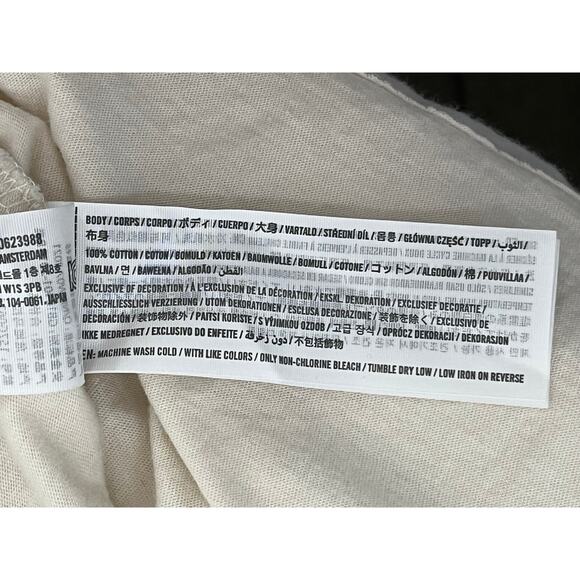 0623988
AMSTERDAM
W1S 3PB
104-0061, JAPAN
BODY / CORPS / CORPO / ボディ / CUERPO / 大身 / VARTALO / STŘEDNÍ DÍL / 몸통 / GŁÓWNA CZĘŚĆ / TOPP / الثوب /
布身
100% COTTON / COTON / BOMULD / KATOEN / BAUMWOLLE / BOMULL / COTONE / コットン / ALGODÓN / 棉 / PUUVILLAA /
BAVLNA / 면 / BAWEŁNA / ALGODÃO / القطن
EXCLUSIVE OF DECORATION / A L'EXCLUSION DE LA DÉCORATION / EKSKL. DEKORATION / EXCLUSIEF DECORATIE /
AUSSCHLIEẞLICH VERZIERUNG / UTOM DEKORATIONEN / ESCLUSA DECORAZIONE / 装飾を除く / EXCLUSIVO DE
DECORACIÓN / 装飾物除外 / PAITSI KORISTE / S VÝJIMKOU OZDOB / 고급 장식 / OPRÓCZ DEKORACJI / DEKORASJON
IKKE MEDREGNET / EXCLUSIVO DO ENFEITE / دون زخرفة / 不包括飾物
EN: MACHINE WASH COLD / WITH LIKE COLORS / ONLY NON-CHLORINE BLEACH / TUMBLE DRY LOW / LOW IRON ON REVERSE